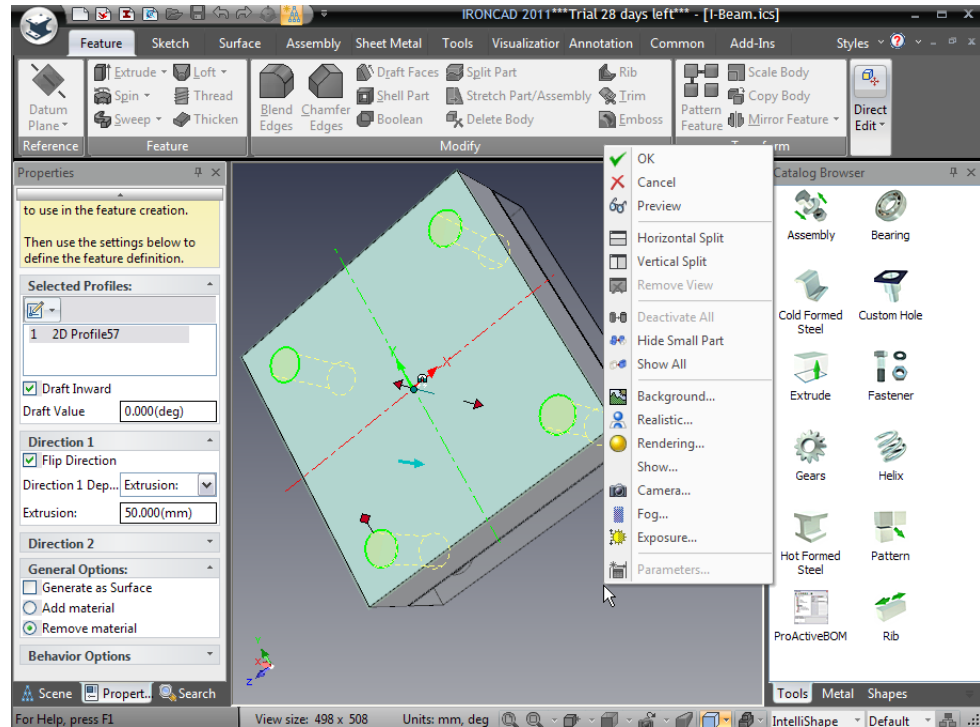 IRONCAD 2011***Trial 28 days left*** - [I-Beam.ics]
Feature Sketch Surface Assembly Sheet Metal Tools Visualization Annotation Common Add-Ins Styles
Datum Plane
Reference
Extrude Loft
Spin Thread
Sweep Thicken
Feature
Blend Edges
Chamfer Edges
Draft Faces Split Part Rib
Shell Part Stretch Part/Assembly Trim
Boolean Delete Body Emboss
Modify
Pattern Feature
Scale Body
Copy Body
Mirror Feature
Transform
Direct Edit
Properties
to use in the feature creation.
Then use the settings below to
define the feature definition.
Selected Profiles:
1 2D Profile57
Draft Inward
Draft Value 0.000(deg)
Direction 1
Flip Direction
Direction 1 Dep... Extrusion:
Extrusion: 50.000(mm)
Direction 2
General Options:
Generate as Surface
Add material
Remove material
Behavior Options
Scene Propert... Search
Y
X
Y
X
Z
OK
Cancel
Preview
Horizontal Split
Vertical Split
Remove View
Deactivate All
Hide Small Part
Show All
Background...
Realistic...
Rendering...
Show...
Camera...
Fog...
Exposure...
Parameters...
Catalog Browser
Assembly Bearing
Cold Formed Steel
Custom Hole
Extrude Fastener
Gears Helix
Hot Formed Steel
Pattern
ProActiveBOM Rib
Tools Metal Shapes
For Help, press F1 View size: 498 x 508 Units: mm, deg IntelliShape Default